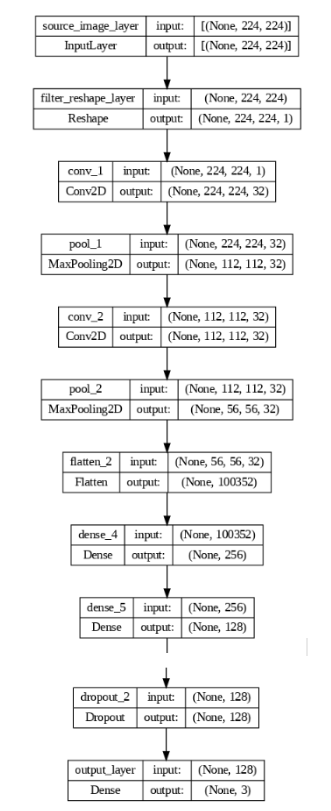 source_image_layer input: [(None, 224, 224)]
InputLayer output: [(None, 224, 224)]
filter_reshape_layer input: (None, 224, 224)
Reshape output: (None, 224, 224, 1)
conv_1 input: (None, 224, 224, 1)
Conv2D output: (None, 224, 224, 32)
pool_1 input: (None, 224, 224, 32)
MaxPooling2D output: (None, 112, 112, 32)
conv_2 input: (None, 112, 112, 32)
Conv2D output: (None, 112, 112, 32)
pool_2 input: (None, 112, 112, 32)
MaxPooling2D output: (None, 56, 56, 32)
flatten_2 input: (None, 56, 56, 32)
Flatten output: (None, 100352)
dense_4 input: (None, 100352)
Dense output: (None, 256)
dense_5 input: (None, 256)
Dense output: (None, 128)
dropout_2 input: (None, 128)
Dropout output: (None, 128)
output_layer input: (None, 128)
Dense output: (None, 3)